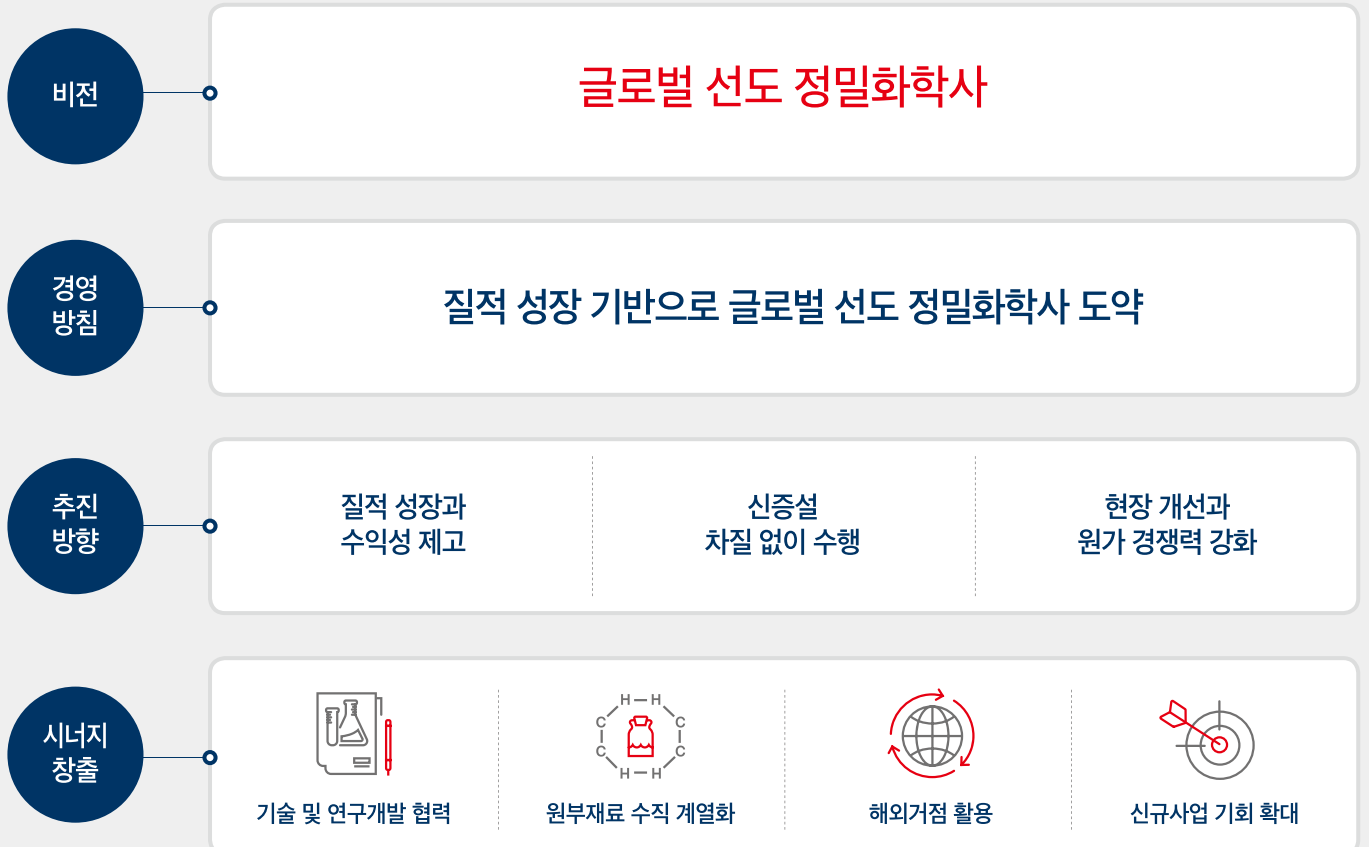 비전
글로벌 선도 정밀화학사
경영
방침
질적 성장 기반으로 글로벌 선도 정밀화학사 도약
추진
방향
질적 성장과
수익성 제고
신증설
차질 없이 수행
현장 개선과
원가 경쟁력 강화
시너지
창출
기술 및 연구개발 협력
H H
C C
C C
H H
원부재료 수직 계열화
해외거점 활용
신규사업 기회 확대